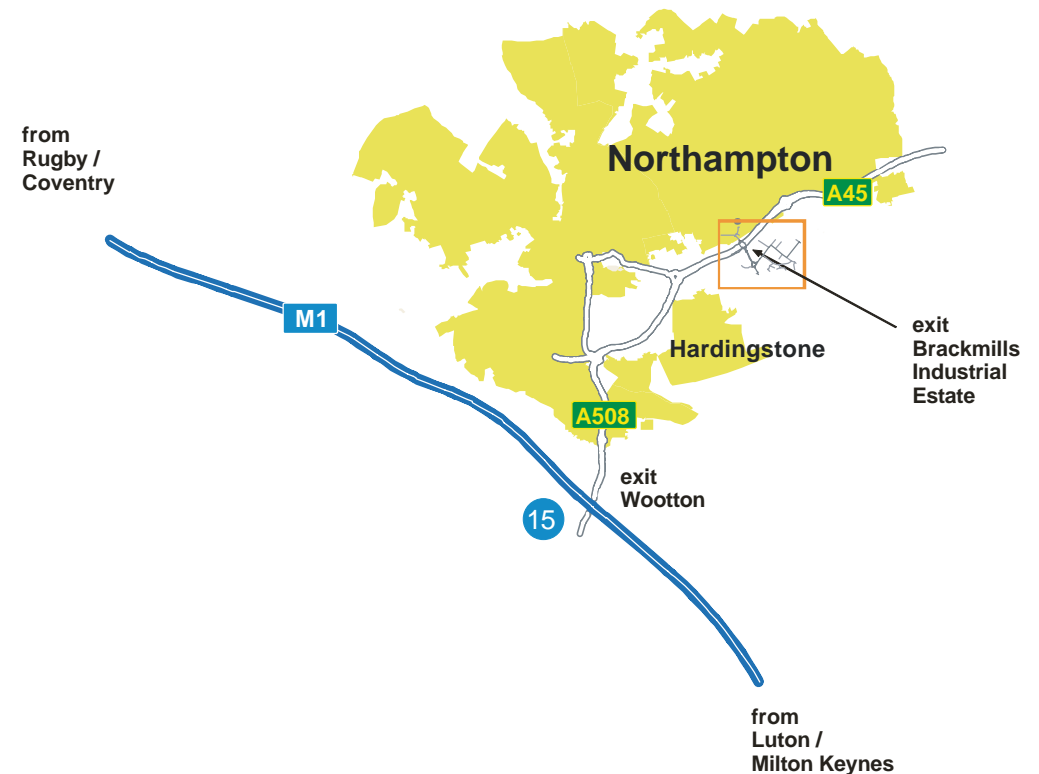 from
Rugby /
Coventry
Northampton
A45
M1
exit
Brackmills
Industrial
Estate
Hardingstone
A508
exit
Wootton
15
from
Luton /
Milton Keynes